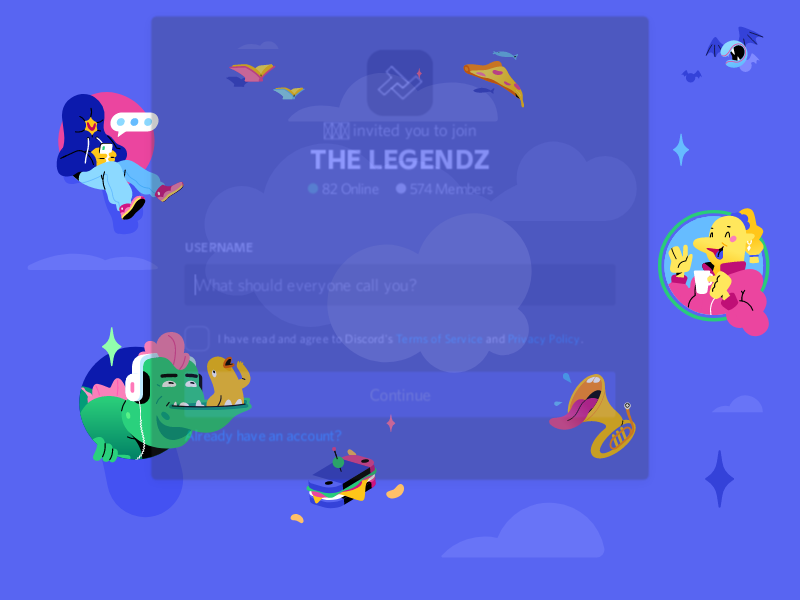 invited you to join
THE LEGENDZ
82 Online 574 Members
USERNAME
What should everyone call you?
I have read and agree to Discord's Terms of Service and Privacy Policy.
Continue
Already have an account?